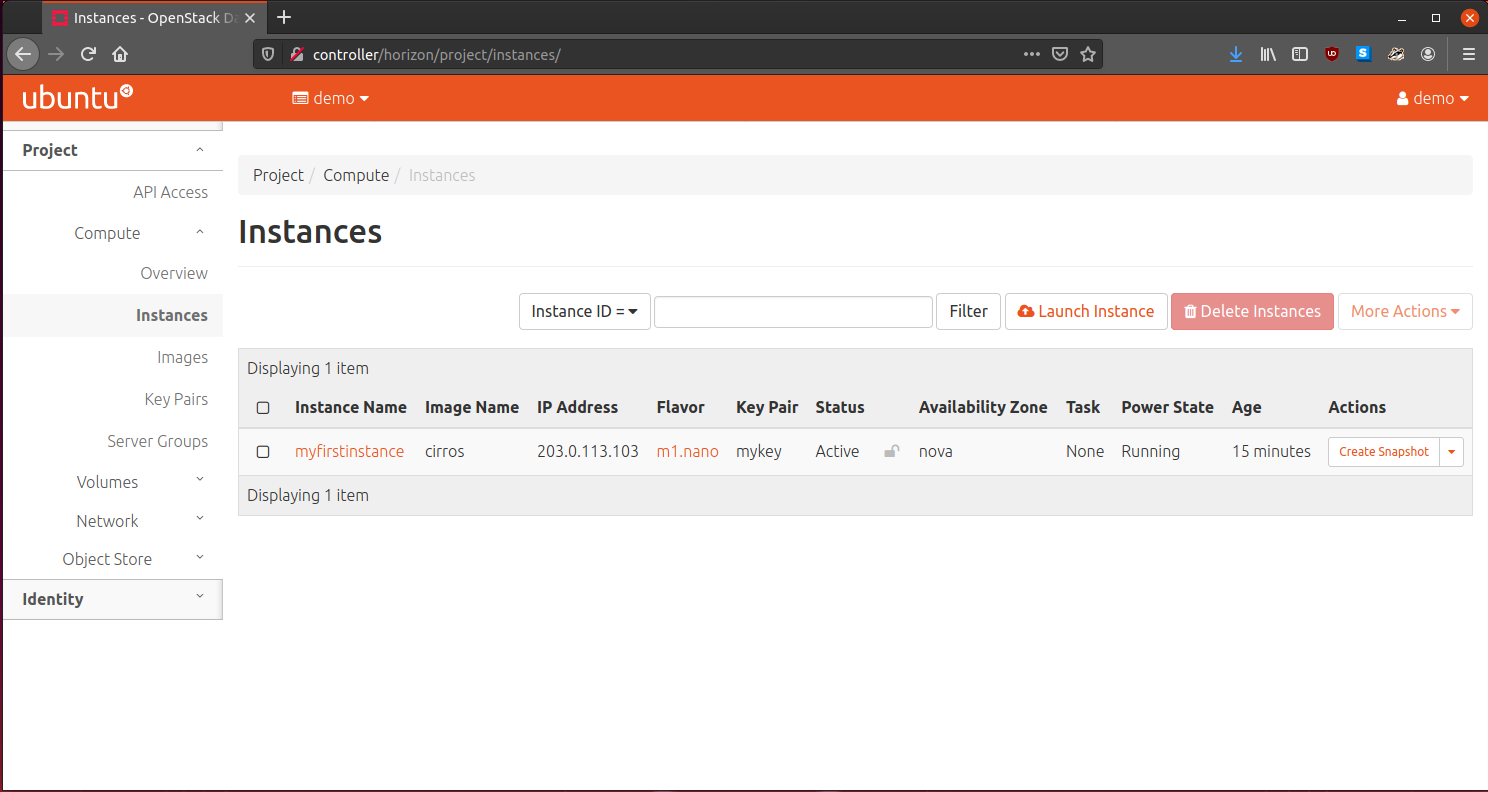 Instances - OpenStack Da
controller/horizon/project/instances/
ubuntu
demo
demo
Project
API Access
Compute
Overview
Instances
Images
Key Pairs
Server Groups
Volumes
Network
Object Store
Identity
Project / Compute / Instances
Instances
Instance ID = Filter Launch Instance Delete Instances More Actions
Displaying 1 item
Instance Name Image Name IP Address Flavor Key Pair Status Availability Zone Task Power State Age Actions
myfirstinstance cirros 203.0.113.103 m1.nano mykey Active nova None Running 15 minutes Create Snapshot
Displaying 1 item